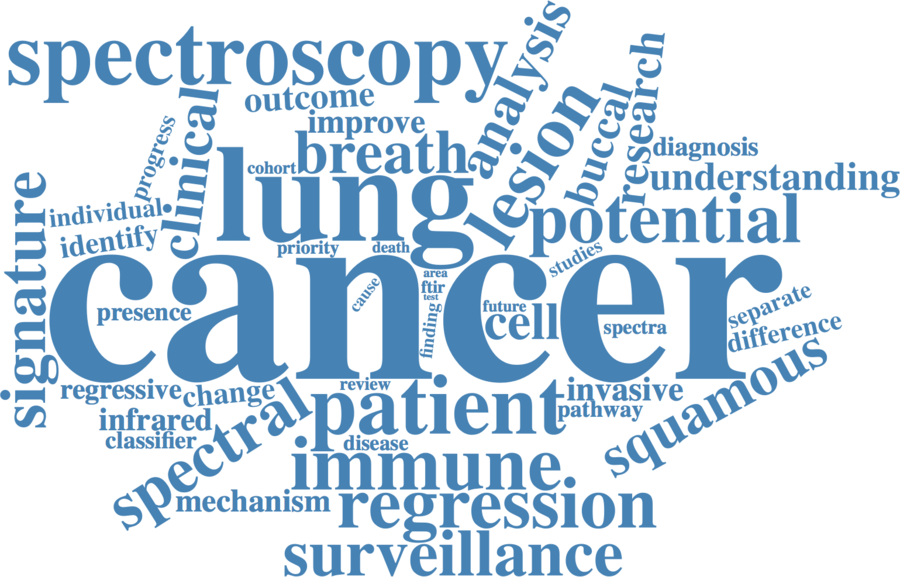 spectroscopy
analysis
outcome
improve
research
lesion
buccal
progress
clinical
breath
diagnosis
cohort
lung
understanding
signature
individual
identify
potential
priority
death
studies
cancer
area
ftir
test
cause
finding
future
cell
presence
spectra
separate
difference
regressive
change
review
invasive
patient
pathway
squamous
infrared
classifier
spectral
disease
immune
mechanism
regression
surveillance